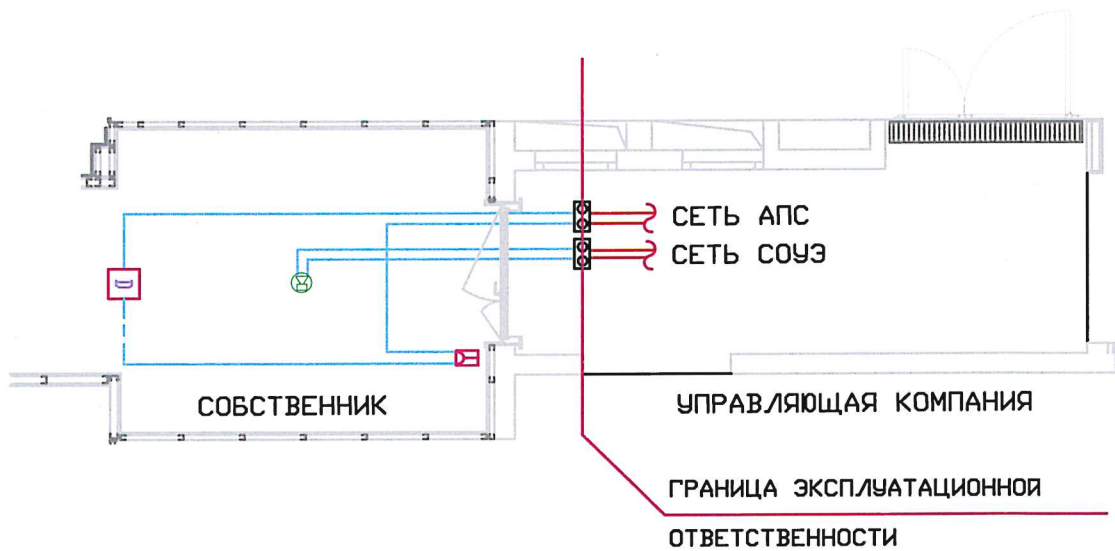 СЕТЬ АПС
СЕТЬ СОУЭ
СОБСТВЕННИК
УПРАВЛЯЮЩАЯ КОМПАНИЯ
ГРАНИЦА ЭКСПЛУАТАЦИОННОЙ
ОТВЕТСТВЕННОСТИ